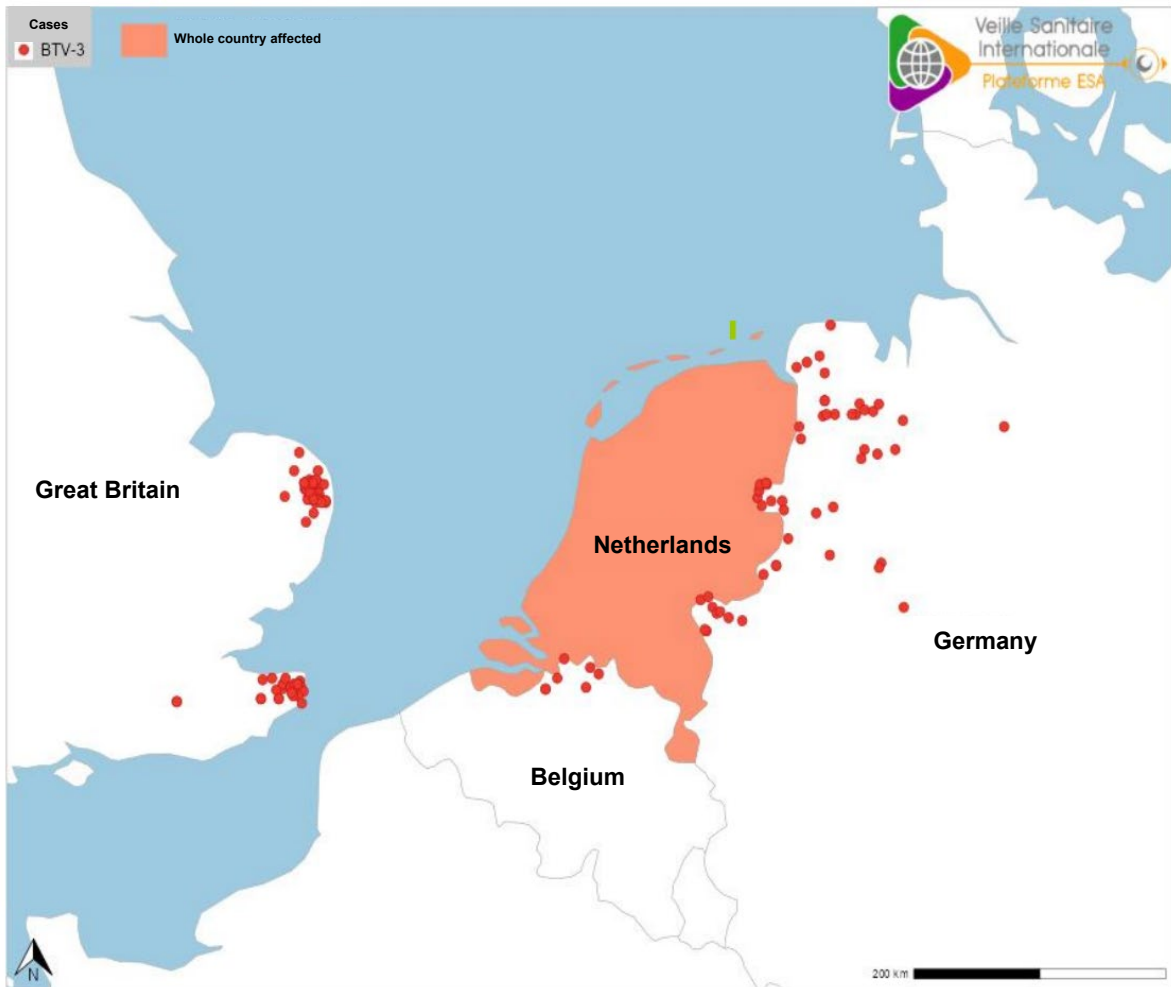 Cases
BTV-3
Whole country affected
Veille Sanitaire
Internationale
Plateforme ESA
Great Britain
Netherlands
Germany
Belgium
N
200 km